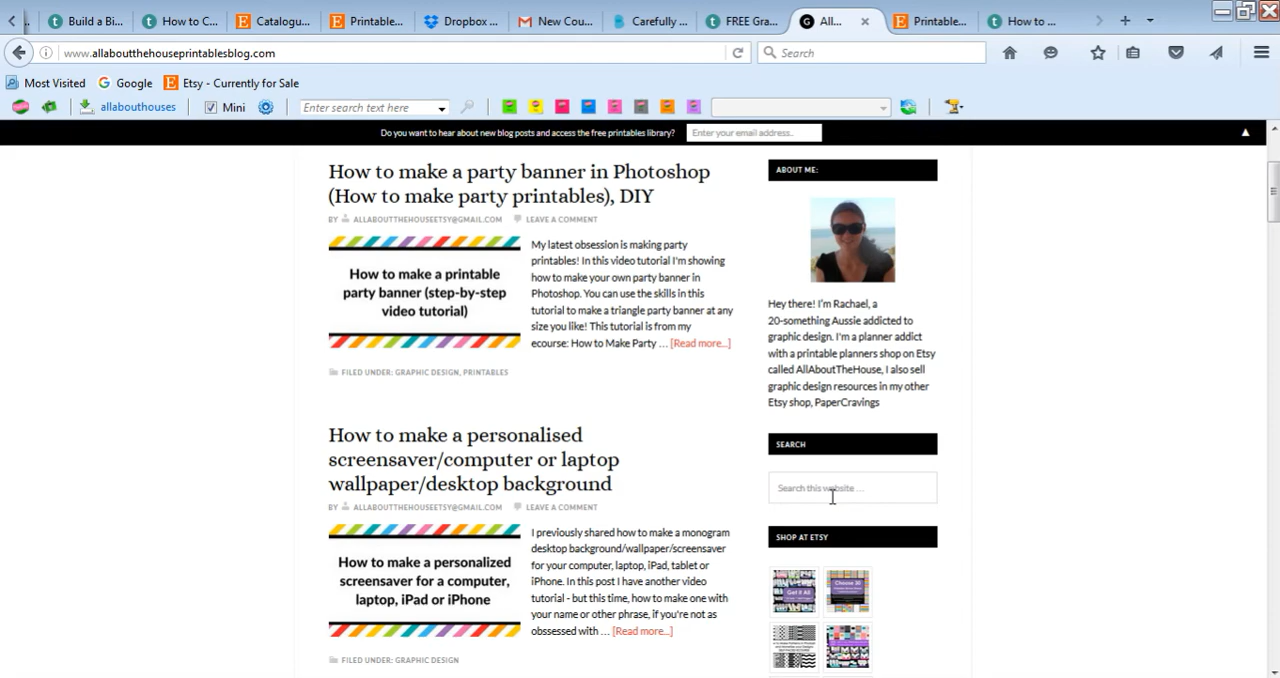 Build a Bi...
How to C...
Catalogu...
Printable...
Dropbox ...
New Cou...
Carefully ...
FREE Gra...
All...
Printable...
How to ...
www.allaboutthehouseprintablesblog.com
Search
Most Visited
Google
Etsy - Currently for Sale
allabouthouses
Mini
Enter search text here
Do you want to hear about new blog posts and access the free printables library?
Enter your email address..
How to make a party banner in Photoshop
(How to make party printables), DIY
BY ALLABOUTTHEHOUSEETSY@GMAIL.COM LEAVE A COMMENT
How to make a printable
party banner (step-by-step
video tutorial)
My latest obsession is making party
printables! In this video tutorial I'm showing
how to make your own party banner in
Photoshop. You can use the skills in this
tutorial to make a triangle party banner at any
size you like! This tutorial is from my
ecourse: How to Make Party ... [Read more...]
FILED UNDER: GRAPHIC DESIGN, PRINTABLES
How to make a personalised
screensaver/computer or laptop
wallpaper/desktop background
BY ALLABOUTTHEHOUSEETSY@GMAIL.COM LEAVE A COMMENT
How to make a personalized
screensaver for a computer,
laptop, iPad or iPhone
I previously shared how to make a monogram
desktop background/wallpaper/screensaver
for your computer, laptop, iPad, tablet or
iPhone. In this post I have another video
tutorial - but this time, how to make one with
your name or other phrase, if you're not as
obssessed with ... [Read more...]
FILED UNDER: GRAPHIC DESIGN
ABOUT ME:
Hey there! I'm Rachael, a
20-something Aussie addicted to
graphic design. I'm a planner addict
with a printable planners shop on Etsy
called AllAboutTheHouse, I also sell
graphic design resources in my other
Etsy shop, PaperCravings
SEARCH
Search this website ...
SHOP AT ETSY
Get it All
Choose 30